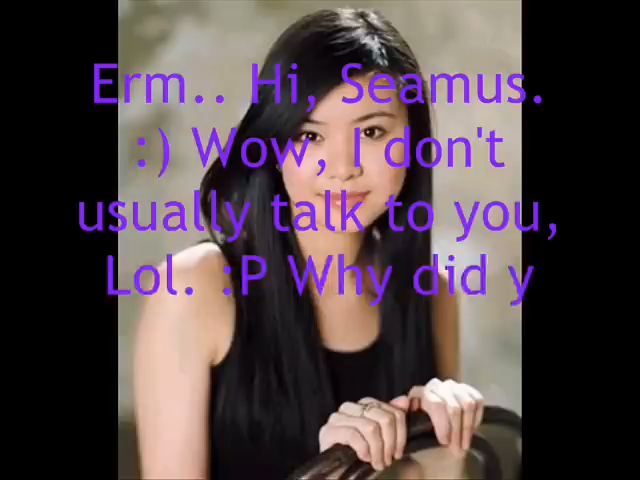 Erm.. Hi, Seamus.
:) Wow, I don't
usually talk to you,
Lol. :P Why did y